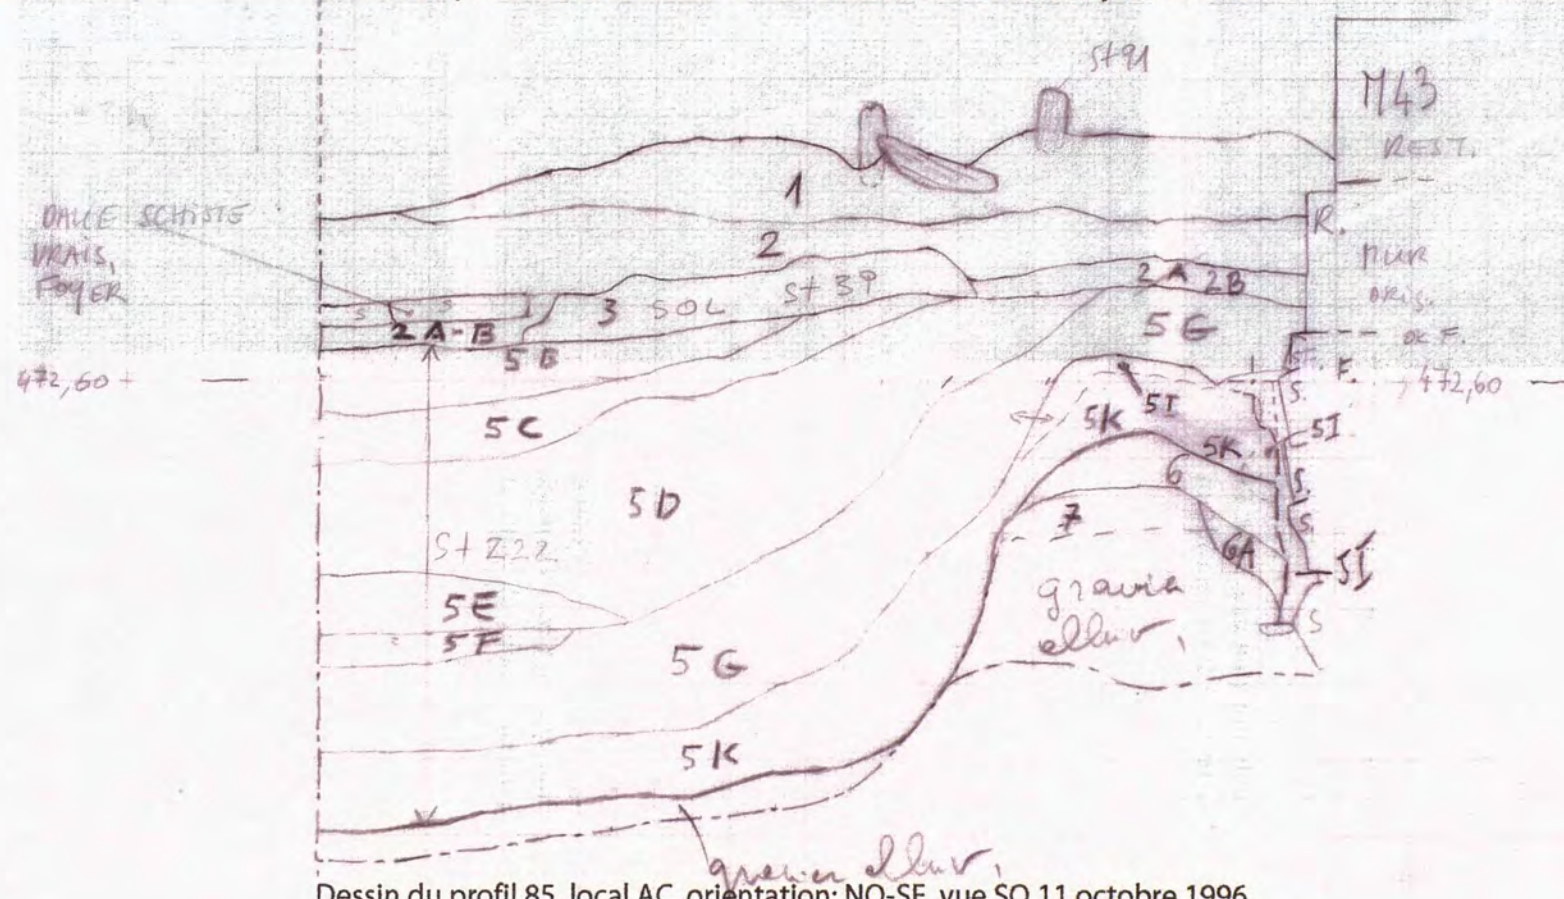 St 91
M43
REST.
DALLE SCHISTE
VRAIS,
FOYER
1
R.
2
MUR
ORIG.
2A 2B
S
S
3 SOL St 39
2A-B
5G
5B
F.
472,60
472,60
S.
5I
5C
5K
5I
5K
S.
6
5D
7
S.
St 222
6A
5I
gravier
alluv.
5E
5F
S
5G
5K
gravier alluv.
Dessin du profil 85, local AC, orientation: NO-SE, vue SO 11 octobre 1996